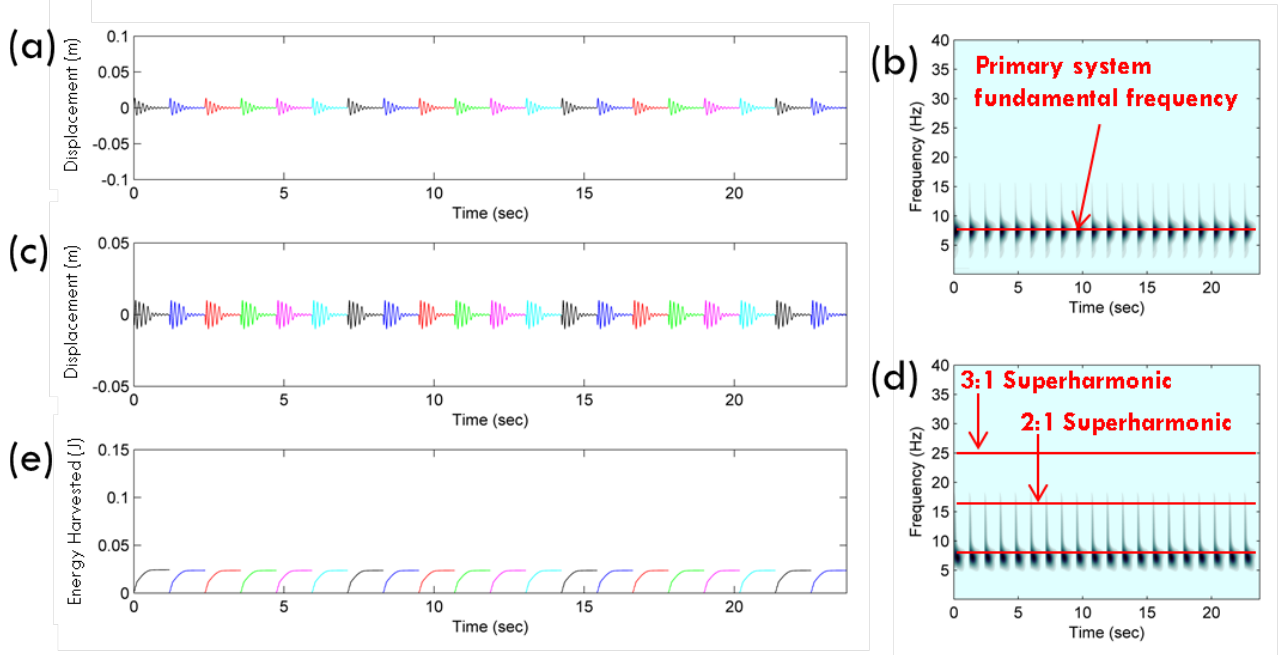 (a)
Displacement (m)
0.1
0.05
0
-0.05
-0.1
0 5 10 15 20
Time (sec)
(b)
Frequency (Hz)
40
35
30
25
20
15
10
5
Primary system
fundamental frequency
0 5 10 15 20
Time (sec)
(c)
Displacement (m)
0.05
0
-0.05
0 5 10 15 20
Time (sec)
(d)
Frequency (Hz)
40
35
30
25
20
15
10
5
3:1 Superharmonic
2:1 Superharmonic
0 5 10 15 20
Time (sec)
(e)
Energy Harvested (J)
0.15
0.1
0.05
0
0 5 10 15 20
Time (sec)